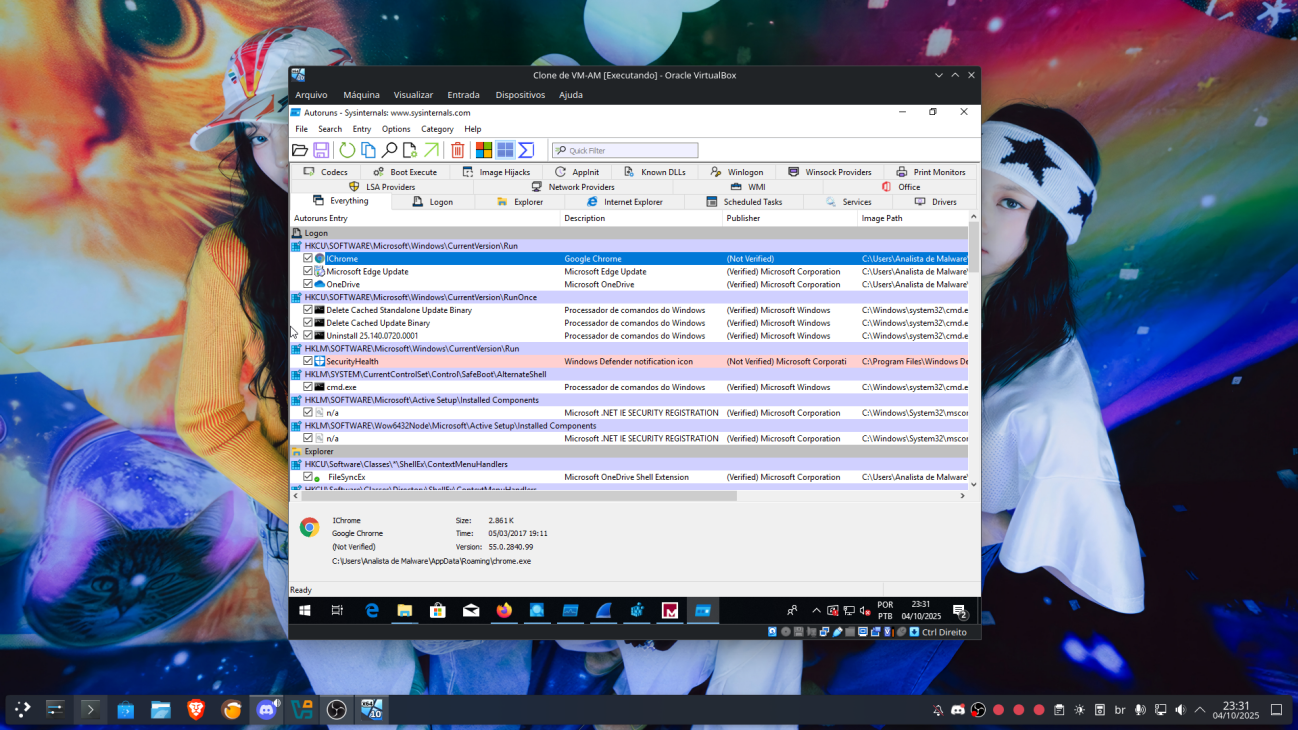 Clone de VM-AM [Executando] - Oracle VirtualBox
Arquivo Máquina Visualizar Entrada Dispositivos Ajuda
Autoruns - Sysinternals: www.sysinternals.com
File Search Entry Options Category Help
Quick Filter
Codecs Boot Execute Image Hijacks AppInit Known DLLs Winlogon Winsock Providers Print Monitors
LSA Providers Network Providers WMI Office
Everything Logon Explorer Internet Explorer Scheduled Tasks Services Drivers
Autoruns Entry Description Publisher Image Path
Logon
HKCU\SOFTWARE\Microsoft\Windows\CurrentVersion\Run
IChrome Google Chrome (Not Verified) C:\Users\Analista de Malware\
Microsoft Edge Update Microsoft Edge Update (Verified) Microsoft Corporation C:\Users\Analista de Malware\
OneDrive Microsoft OneDrive (Verified) Microsoft Corporation C:\Users\Analista de Malware\
HKCU\SOFTWARE\Microsoft\Windows\CurrentVersion\RunOnce
Delete Cached Standalone Update Binary Processador de comandos do Windows (Verified) Microsoft Windows C:\Windows\system32\cmd.e
Delete Cached Update Binary Processador de comandos do Windows (Verified) Microsoft Windows C:\Windows\system32\cmd.e
Uninstall 25.140.0720.0001 Processador de comandos do Windows (Verified) Microsoft Windows C:\Windows\system32\cmd.e
HKLM\SOFTWARE\Microsoft\Windows\CurrentVersion\Run
SecurityHealth Windows Defender notification icon (Not Verified) Microsoft Corporati C:\Program Files\Windows De
HKLM\SYSTEM\CurrentControlSet\Control\SafeBoot\AlternateShell
cmd.exe Processador de comandos do Windows (Verified) Microsoft Windows C:\Windows\system32\cmd.e
HKLM\SOFTWARE\Microsoft\Active Setup\Installed Components
n/a Microsoft .NET IE SECURITY REGISTRATION (Verified) Microsoft Corporation C:\Windows\System32\mscor
HKLM\SOFTWARE\Wow6432Node\Microsoft\Active Setup\Installed Components
n/a Microsoft .NET IE SECURITY REGISTRATION (Verified) Microsoft Corporation C:\Windows\System32\mscor
Explorer
HKCU\Software\Classes\*\ShellEx\ContextMenuHandlers
FileSyncEx Microsoft OneDrive Shell Extension (Verified) Microsoft Corporation C:\Users\Analista de Malware\
HKCU\Software\Classes\Directory\ShellEx\ContextMenuHandlers
IChrome Size: 2.861 K
Google Chrome Time: 05/03/2017 19:11
(Not Verified) Version: 55.0.2840.99
C:\Users\Analista de Malware\AppData\Roaming\chrome.exe
Ready
POR 23:31
PTB 04/10/2025 2
Ctrl Direito
br 23:31
04/10/2025